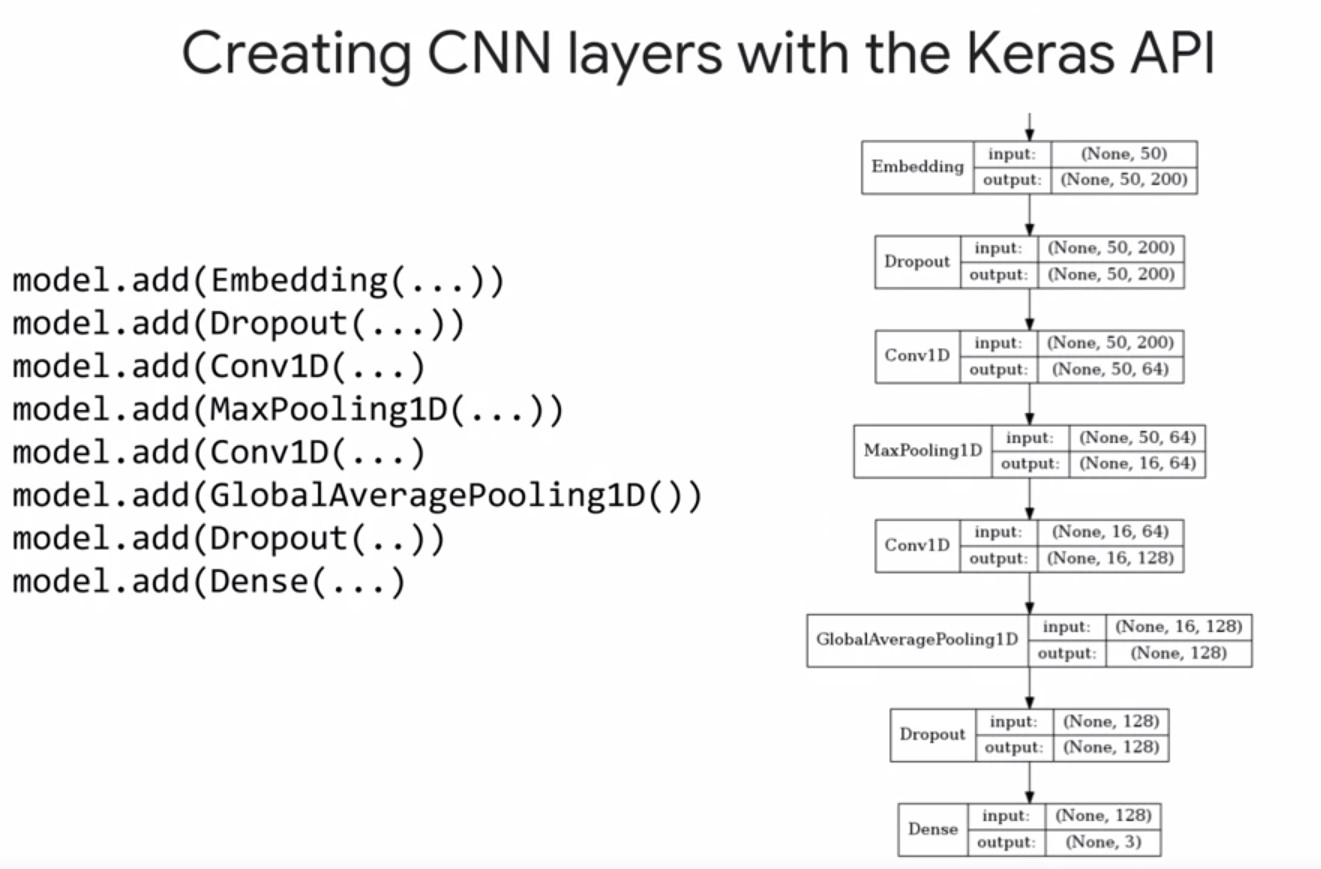 Creating CNN layers with the Keras API
model.add(Embedding(...))
model.add(Dropout(...))
model.add(Conv1D(...)
model.add(MaxPooling1D(...))
model.add(Conv1D(...)
model.add(GlobalAveragePooling1D())
model.add(Dropout(..))
model.add(Dense(...)
Embedding
input: (None, 50)
output: (None, 50, 200)
Dropout
input: (None, 50, 200)
output: (None, 50, 200)
Conv1D
input: (None, 50, 200)
output: (None, 50, 64)
MaxPooling1D
input: (None, 50, 64)
output: (None, 16, 64)
Conv1D
input: (None, 16, 64)
output: (None, 16, 128)
GlobalAveragePooling1D
input: (None, 16, 128)
output: (None, 128)
Dropout
input: (None, 128)
output: (None, 128)
Dense
input: (None, 128)
output: (None, 3)